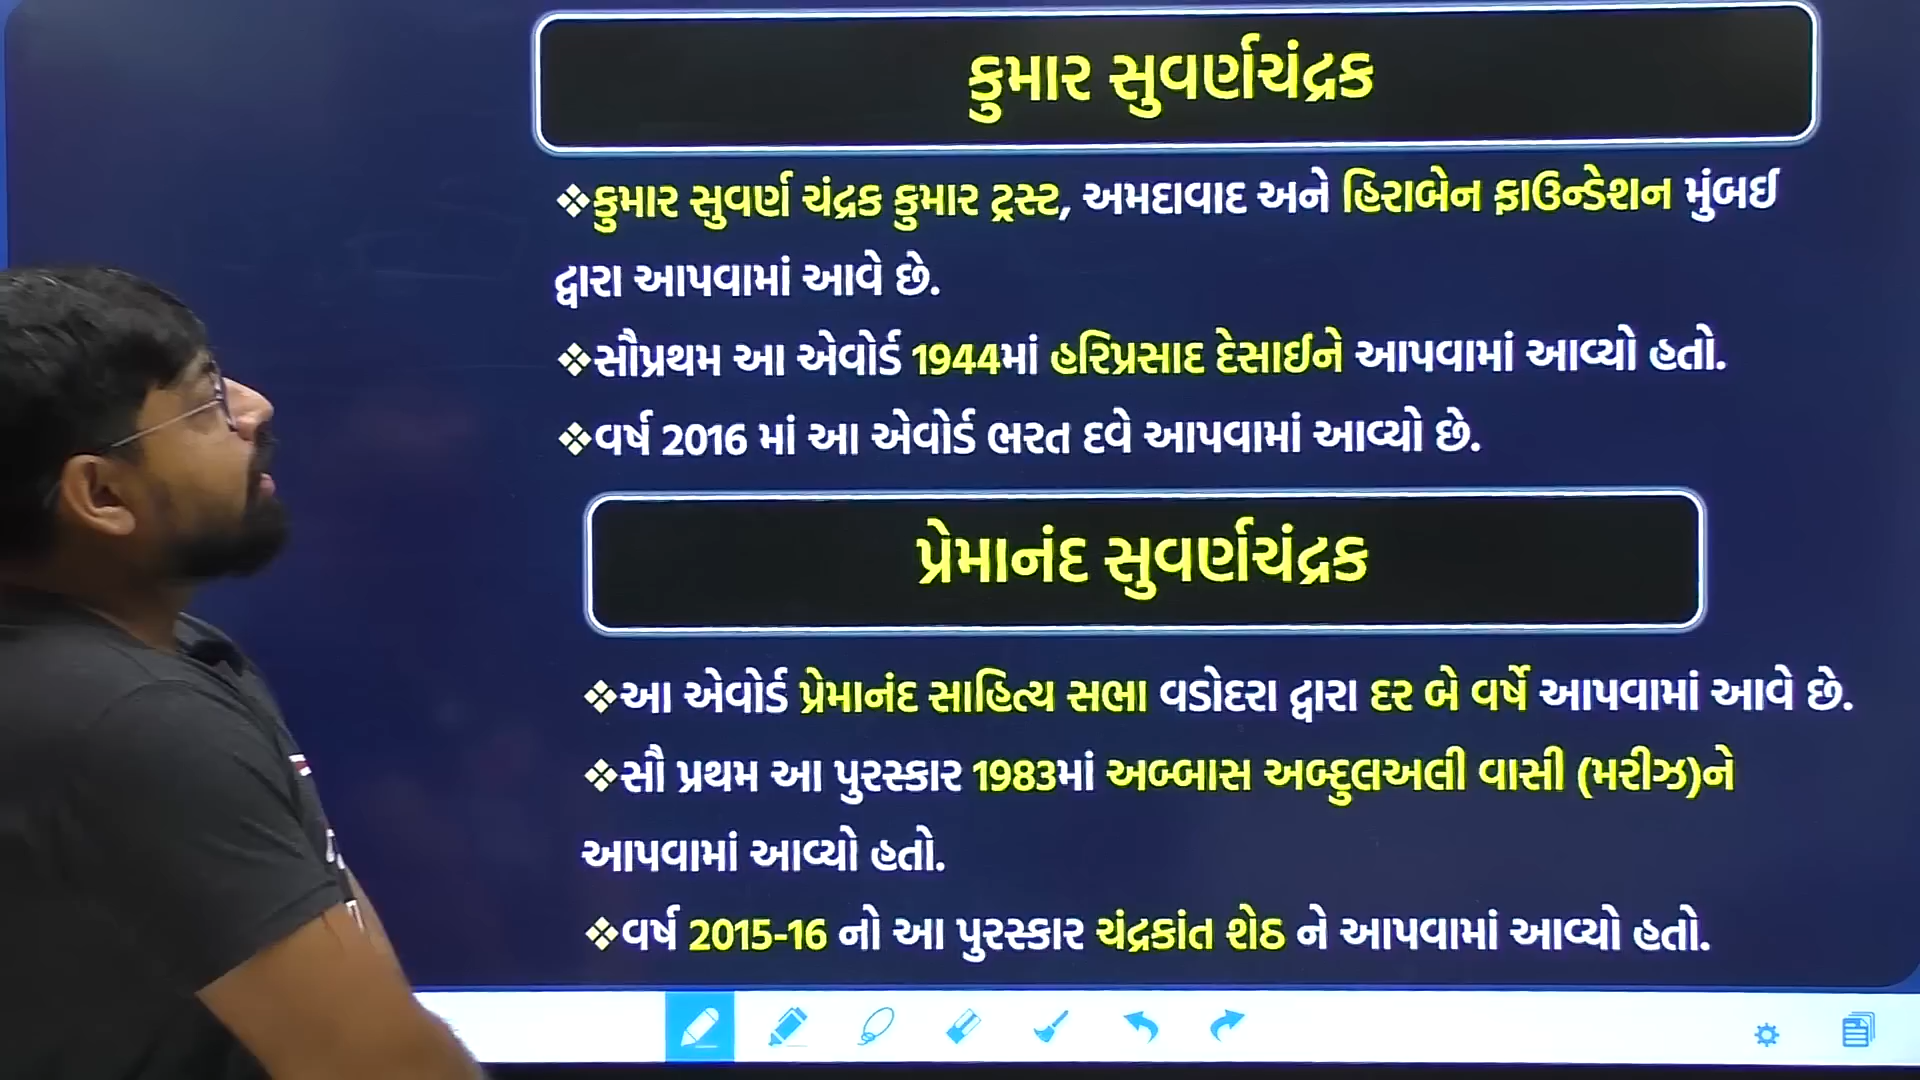 કુમાર સુવર્ણચંદ્રક
❖કુમાર સુવર્ણ ચંદ્રક કુમાર ટ્રસ્ટ, અમદાવાદ અને હિરાબેન ફાઉન્ડેશન મુંબઈ
દ્વારા આપવામાં આવે છે.
❖સૌપ્રથમ આ એવોર્ડ 1944માં હરિપ્રસાદ દેસાઈને આપવામાં આવ્યો હતો.
❖વર્ષ 2016 માં આ એવોર્ડ ભરત દવે આપવામાં આવ્યો છે.
પ્રેમાનંદ સુવર્ણચંદ્રક
❖આ એવોર્ડ પ્રેમાનંદ સાહિત્ય સભા વડોદરા દ્વારા દર બે વર્ષે આપવામાં આવે છે.
❖સૌ પ્રથમ આ પુરસ્કાર 1983માં અબ્બાસ અબ્દુલઅલી વાસી (મરીઝ)ને
આપવામાં આવ્યો હતો.
❖વર્ષ 2015-16 નો આ પુરસ્કાર ચંદ્રકાંત શેઠ ને આપવામાં આવ્યો હતો.